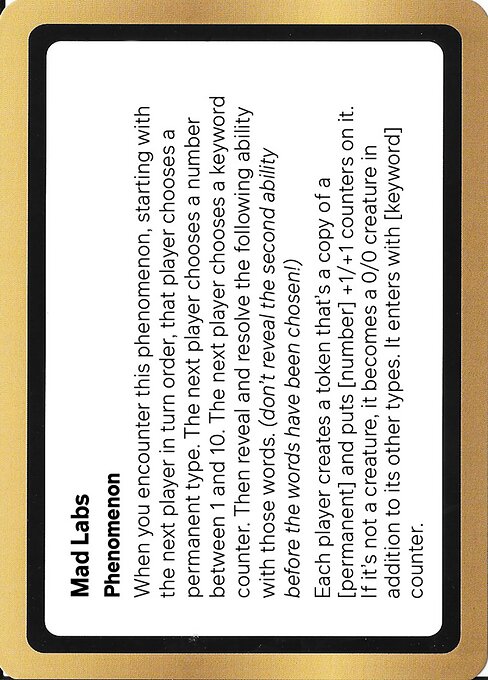 Mad Labs
Phenomenon
When you encounter this phenomenon, starting with
the next player in turn order, that player chooses a
permanent type. The next player chooses a number
between 1 and 10. The next player chooses a keyword
counter. Then reveal and resolve the following ability
with those words. (don't reveal the second ability
before the words have been chosen!)
Each player creates a token that's a copy of a
[permanent] and puts [number] +1/+1 counters on it.
If it's not a creature, it becomes a 0/0 creature in
addition to its other types. It enters with [keyword]
counter.